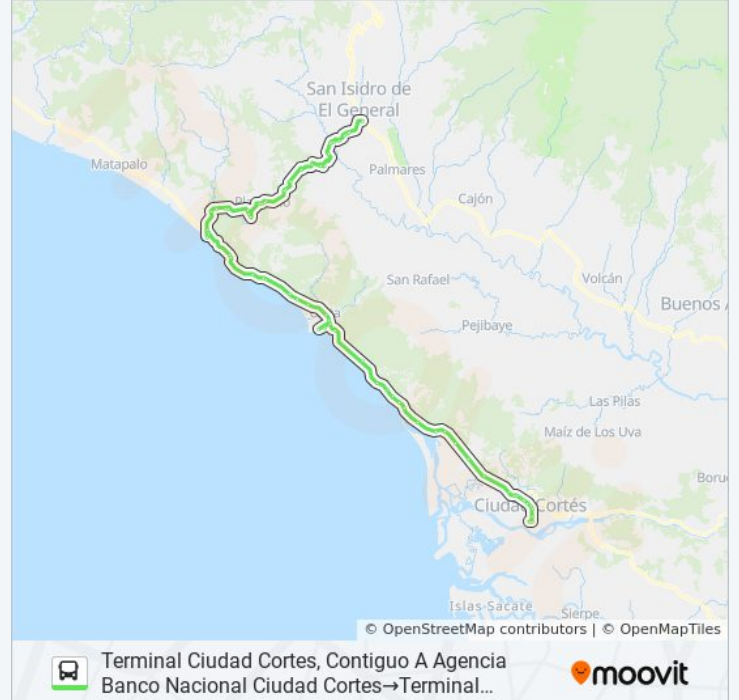 San Isidro de
El General
Matapalo
Palmares
Cajón
San Rafael
Volcán
Buenos A
Pejibaye
Las Pilas
Maíz de Los Uva
Boru
Ciuda Cortés
Islas Sacate
Sierpe
© OpenStreetMap contributors | © OpenMapTiles
Terminal Ciudad Cortes, Contiguo A Agencia
Banco Nacional Ciudad Cortes→Terminal...
moovit